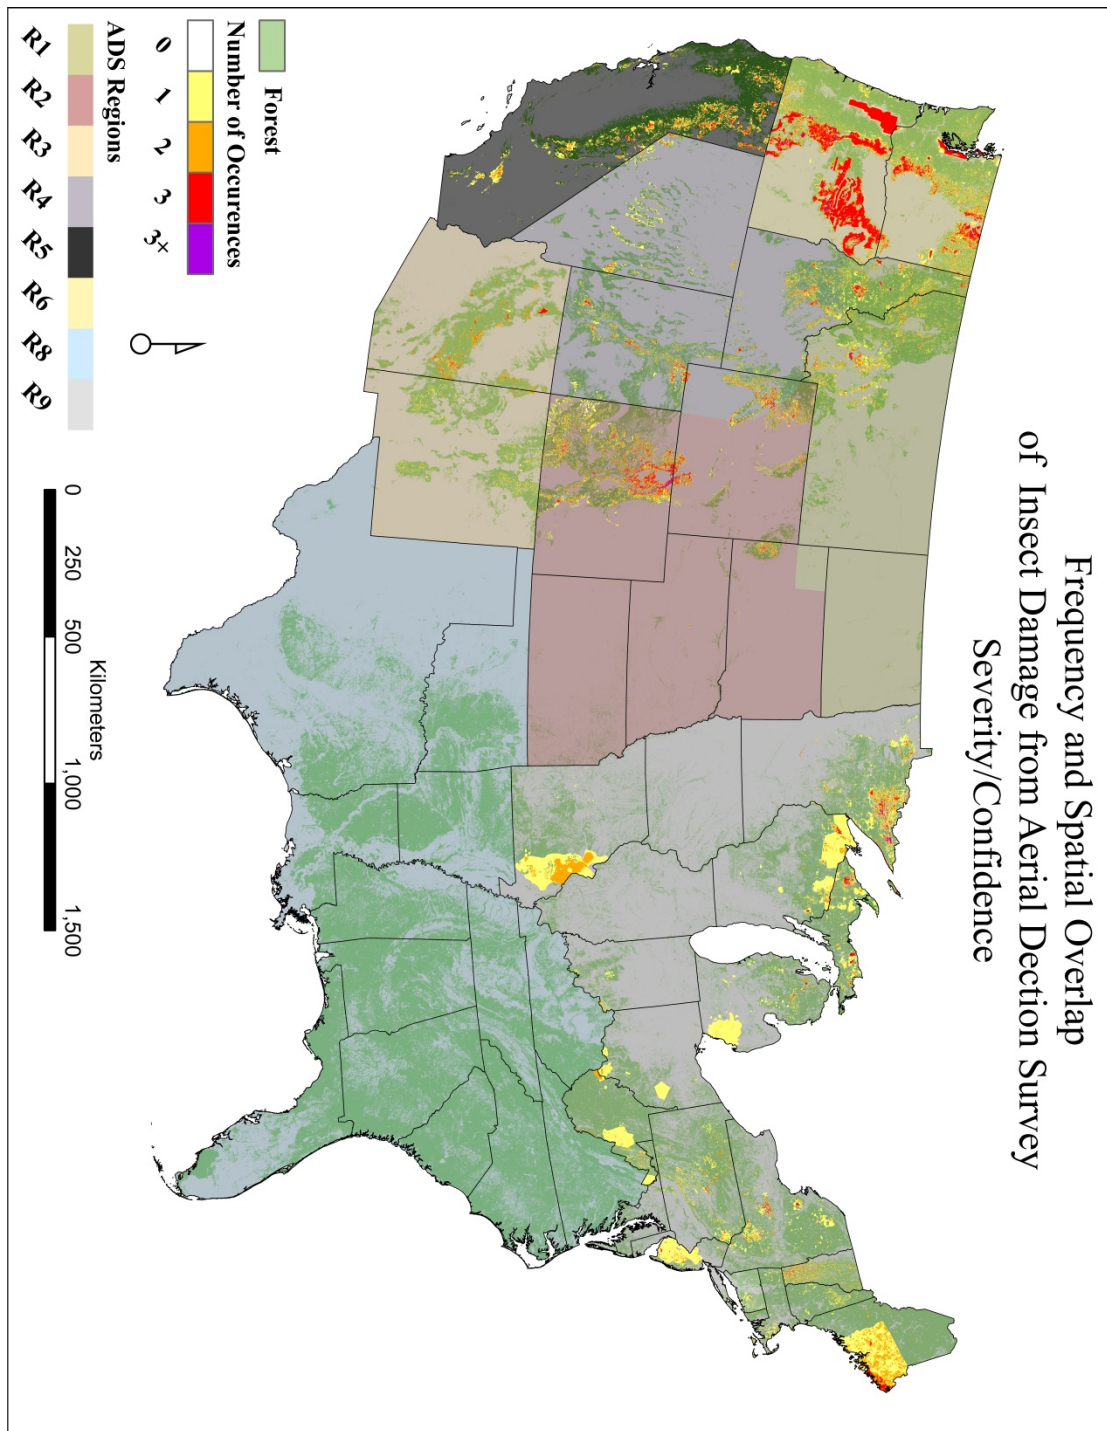 Frequency and Spatial Overlap
of Insect Damage from Aerial Dection Survey
Severity/Confidence
Forest
Number of Occurences
0
1
2
3
3+
ADS Regions
R1
R2
R3
R4
R5
R6
R8
R9
0
250
500
1,000
1,500
Kilometers